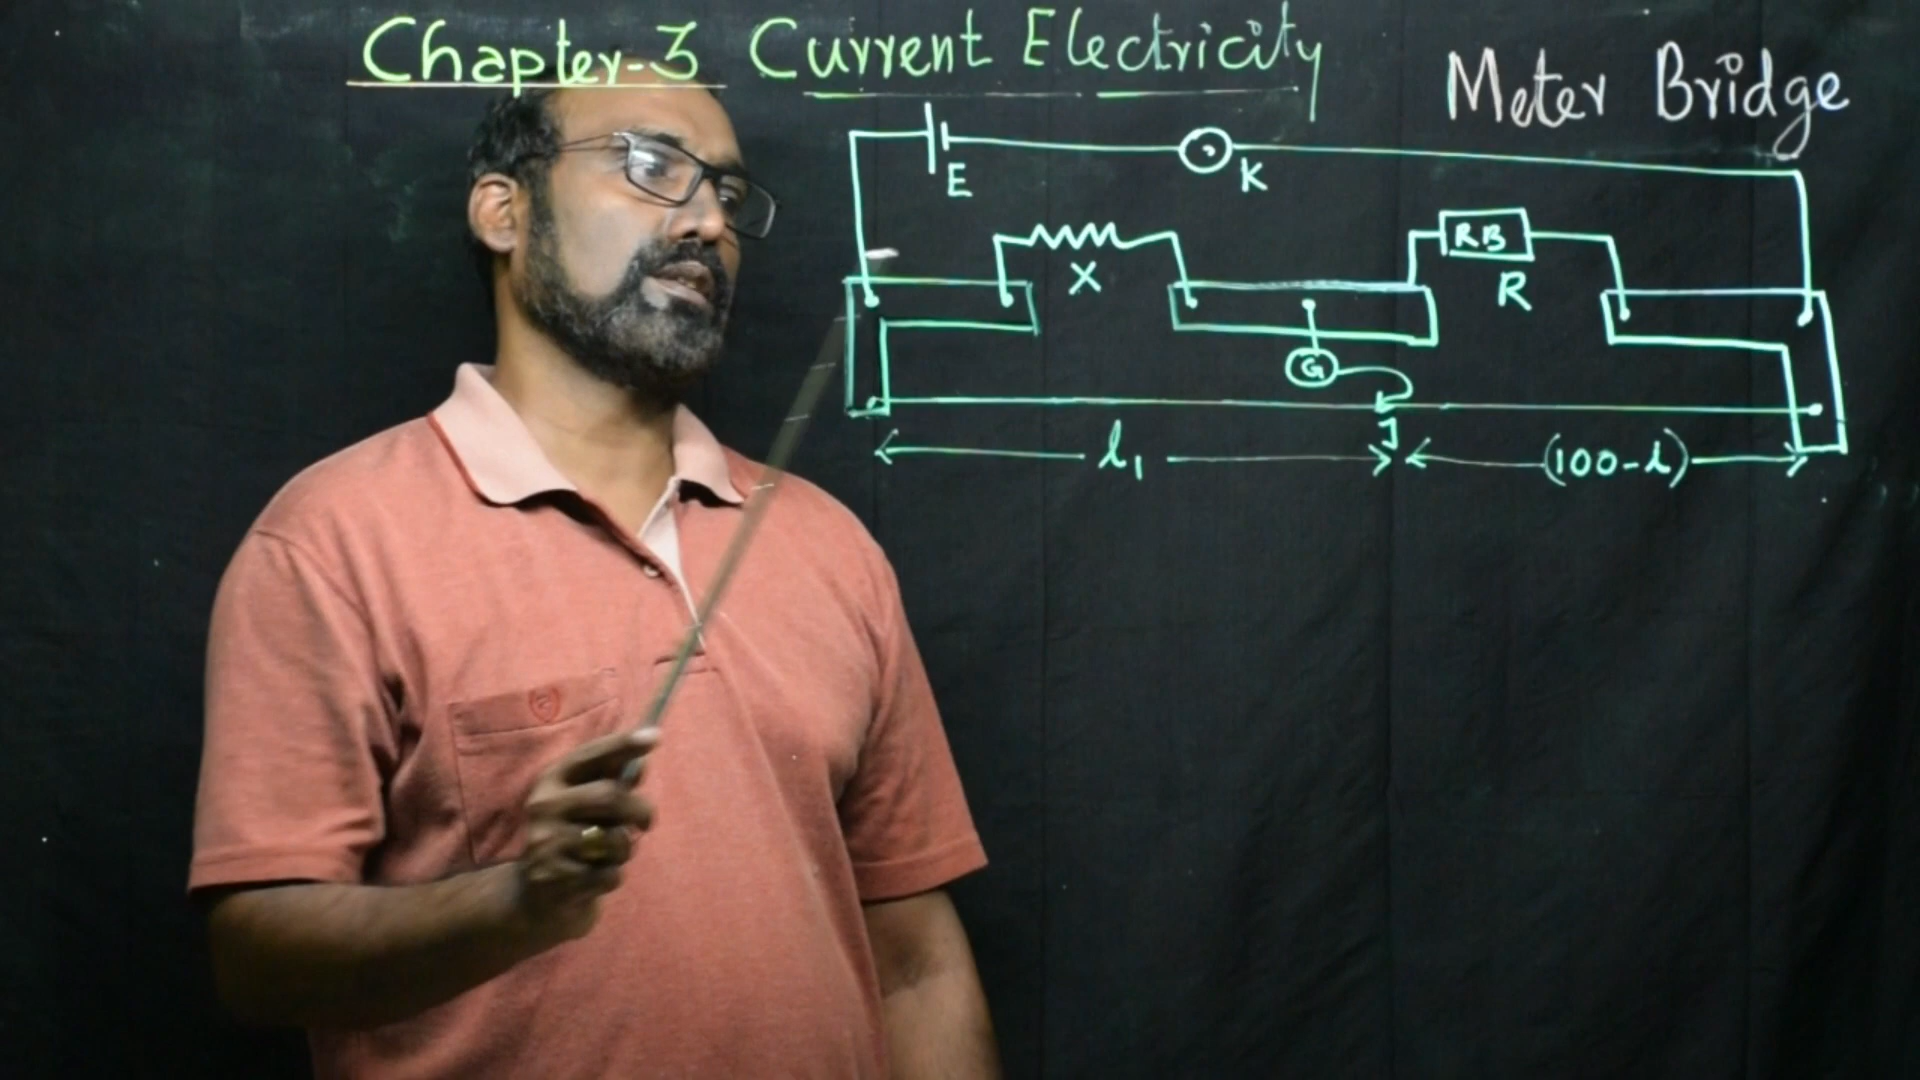 Chapter-3 Current Electricity
Meter Bridge
E
K
X
RB
R
G
J
l₁
(100-l)